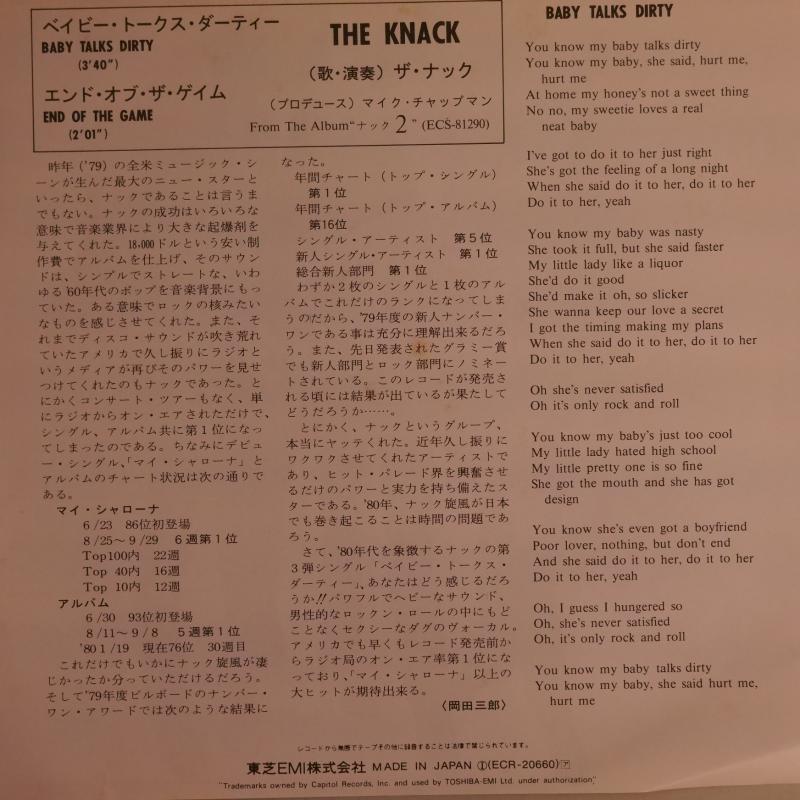 ベイビー・トークス・ダーティー
BABY TALKS DIRTY
(3'40")
エンド・オブ・ザ・ゲイム
END OF THE GAME
(2'01")
THE KNACK
(歌・演奏) ザ・ナック
(プロデュース) マイク・チャップマン
From The Album"ナック2" (ECS-81290)
昨年('79)の全米ミュージック・シ
ーンが生んだ最大のニュー・スターと
いったら、ナックであることは言うま
でもない。ナックの成功はいろいろな
意味で音楽業界により大きな起爆剤を
与えてくれた。18,000ドルという安い制
作費でアルバムを仕上げ、そのサウン
ドは、シンプルでストレートな、いわ
ゆる'60年代のポップを音楽背景にもっ
ていた。ある意味でロックの核みたい
なものを感じさせてくれた。また、そ
れまでディスコ・サウンドが吹き荒れ
ていたアメリカで久し振りにラジオと
いうメディアが再びそのパワーを見せ
つけてくれたのもナックであった。と
にかくコンサート・ツアーもなく、単
にラジオからオン・エアされただけで、
シングル、アルバム共に第1位になっ
てしまったのである。ちなみにデビュ
ー・シングル、「マイ・シャローナ」と
アルバムのチャート状況は次の通りで
ある。
マイ・シャローナ
6/23 86位初登場
8/25〜9/29 6週第1位
Top100内 22週
Top 40内 16週
Top 10内 12週
アルバム
6/30 93位初登場
8/11〜9/8 5週第1位
'80 1/19 現在76位 30週目
これだけでもいかにナック旋風が凄
じかったか分っていただけるだろう。
そして'79年度ビルボードのナンバー・
ワン・アワードでは次のような結果に
なった。
年間チャート(トップ・シングル)
第1位
年間チャート(トップ・アルバム)
第16位
シングル・アーティスト 第5位
新人シングル・アーティスト 第1位
総合新人部門 第1位
わずか2枚のシングルと1枚のアル
バムでこれだけのランクになってしま
うのだから、'79年度の新人ナンバー・
ワンである事は充分に理解出来るだろ
う。また、先日発表されたグラミー賞
でも新人部門とロック部門にノミネー
トされている。このレコードが発売さ
れる頃には結果が出ているが果たして
どうだろうか……。
とにかく、ナックというグループ、
本当にヤッテくれた。近年久し振りに
ワクワクさせてくれたアーティストで
あり、ヒット・パレード界を興奮させ
るだけのパワーと実力を持ち備えたス
ターである。'80年、ナック旋風が日本
でも巻き起こることは時間の問題であ
ろう。
さて、'80年代を象徴するナックの第
3弾シングル「ベイビー・トークス・
ダーティー」、あなたはどう感じるだろ
うか!!パワフルでヘビーなサウンド、
男性的なロックン・ロールの中にもど
ことなくセクシーなダグのヴォーカル。
アメリカでも早くもレコード発売前か
らラジオ局のオン・エア率第1位にな
っており、「マイ・シャローナ」以上の
大ヒットが期待出来る。
〈岡田三郎〉
BABY TALKS DIRTY
You know my baby talks dirty
You know my baby, she said, hurt me,
hurt me
At home my honey's not a sweet thing
No no, my sweetie loves a real
neat baby
I've got to do it to her just right
She's got the feeling of a long night
When she said do it to her, do it to her
Do it to her, yeah
You know my baby was nasty
She took it full, but she said faster
My little lady like a liquor
She'd do it good
She'd make it oh, so slicker
She wanna keep our love a secret
I got the timing making my plans
When she said do it to her, do it to her
Do it to her, yeah
Oh she's never satisfied
Oh it's only rock and roll
You know my baby's just too cool
My little lady hated high school
My little pretty one is so fine
She got the mouth and she has got
design
You know she's even got a boyfriend
Poor lover, nothing, but don't end
And she said do it to her, do it to her
Do it to her, yeah
Oh, I guess I hungered so
Oh, she's never satisfied
Oh, it's only rock and roll
You know my baby talks dirty
You know my baby, she said hurt me,
hurt me
レコードから無断でテープその他に録音することは法律で禁じられています。
東芝EMI株式会社 MADE IN JAPAN Ⓘ(ECR-20660)ア
"Trademarks owned by Capitol Records, Inc. and used by TOSHIBA-EMI Ltd. under authorization."